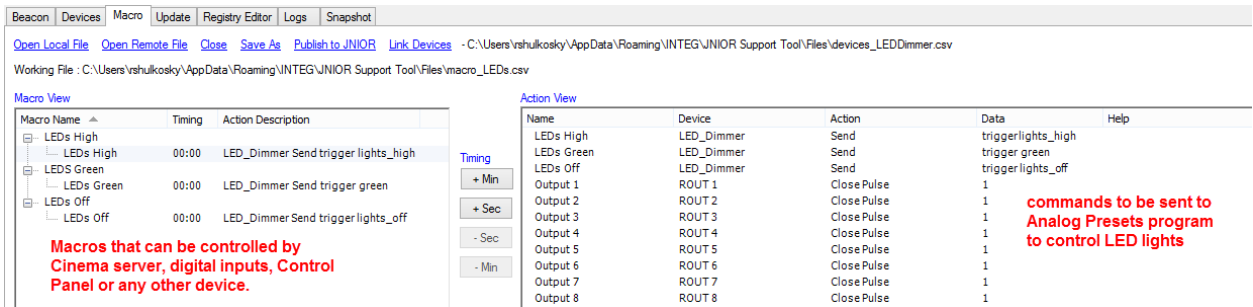 Beacon Devices Macro Update Registry Editor Logs Snapshot
Open Local File Open Remote File Close Save As Publish to JNIOR Link Devices - C:\Users\rshulkosky\AppData\Roaming\INTEG\JNIOR Support Tool\Files\devices_LEDDimmer.csv
Working File : C:\Users\rshulkosky\AppData\Roaming\INTEG\JNIOR Support Tool\Files\macro_LEDs.csv
Macro View
Macro Name Timing Action Description
LEDs High
LEDs High 00:00 LED_Dimmer Send trigger lights_high
LEDS Green
LEDs Green 00:00 LED_Dimmer Send trigger green
LEDs Off
LEDs Off 00:00 LED_Dimmer Send trigger lights_off
Macros that can be controlled by
Cinema server, digital inputs, Control
Panel or any other device.
Timing
+ Min
+ Sec
- Sec
- Min
Action View
Name Device Action Data Help
LEDs High LED_Dimmer Send trigger lights_high
LEDs Green LED_Dimmer Send trigger green
LEDs Off LED_Dimmer Send trigger lights_off
Output 1 ROUT 1 Close Pulse 1
Output 2 ROUT 2 Close Pulse 1
Output 3 ROUT 3 Close Pulse 1
Output 4 ROUT 4 Close Pulse 1
Output 5 ROUT 5 Close Pulse 1
Output 6 ROUT 6 Close Pulse 1
Output 7 ROUT 7 Close Pulse 1
Output 8 ROUT 8 Close Pulse 1
commands to be sent to
Analog Presets program
to control LED lights